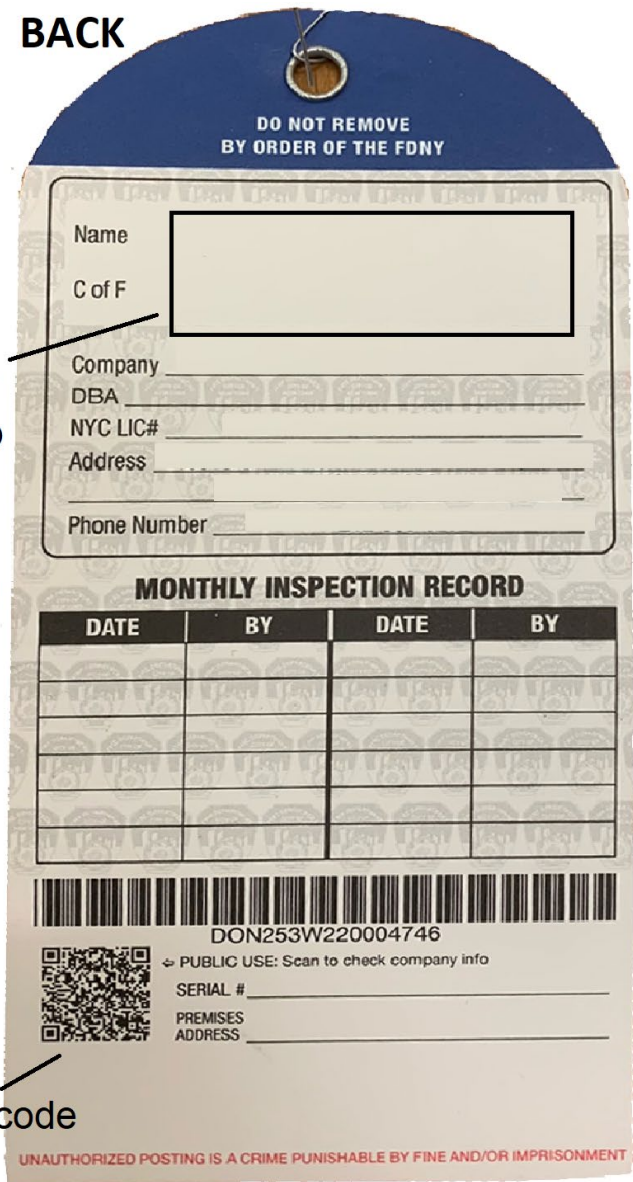 BACK
DO NOT REMOVE
BY ORDER OF THE FDNY
Name
C of F
Company
DBA
NYC LIC#
Address
Phone Number
MONTHLY INSPECTION RECORD
DATE BY DATE BY
DON253W220004746
⇦ PUBLIC USE: Scan to check company info
SERIAL #
PREMISES
ADDRESS
code
UNAUTHORIZED POSTING IS A CRIME PUNISHABLE BY FINE AND/OR IMPRISONMENT